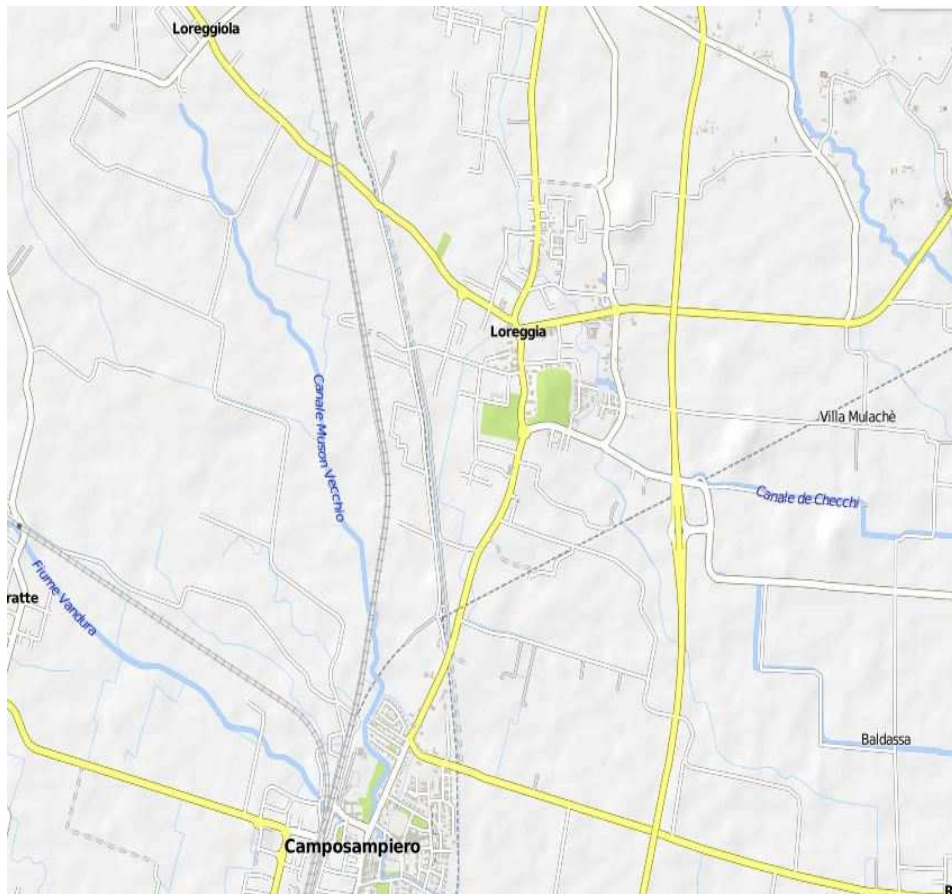 Loreggiola
Loreggia
Canale Muson Vecchio
Villa Mulachè
Canale de Checchi
Fiume Vandura
ratte
Baldassa
Camposampiero